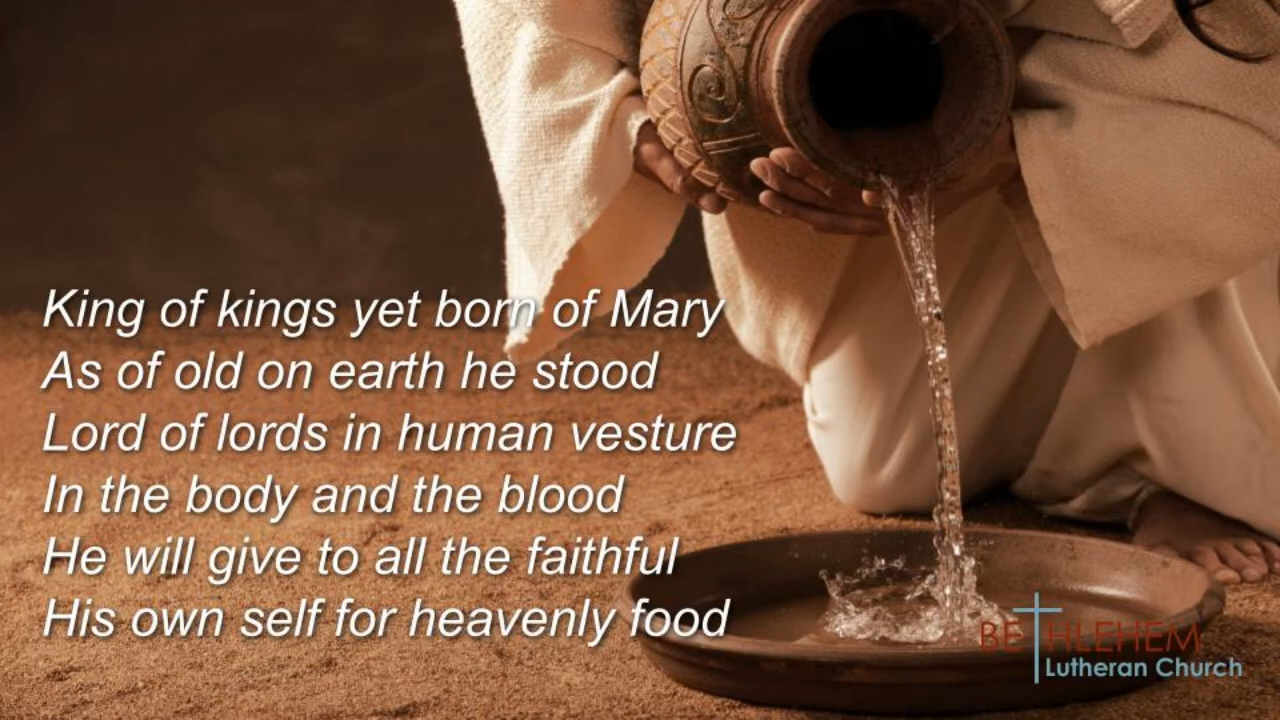 King of kings yet born of Mary
As of old on earth he stood
Lord of lords in human vesture
In the body and the blood
He will give to all the faithful
His own self for heavenly food
BETHLEHEM
Lutheran Church